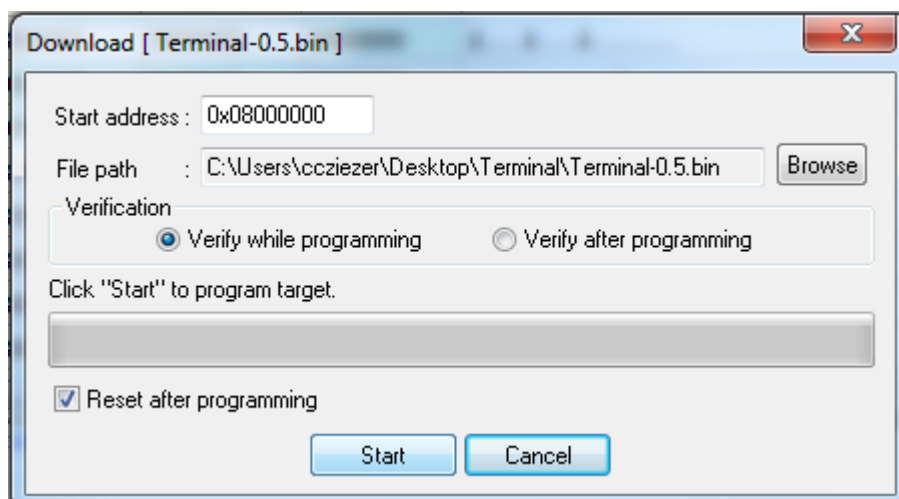 Download [ Terminal-0.5.bin ]
Start address : 0x08000000
File path : C:\Users\ccziezer\Desktop\Terminal\Terminal-0.5.bin Browse
Verification
Verify while programming Verify after programming
Click "Start" to program target.
Reset after programming
Start Cancel